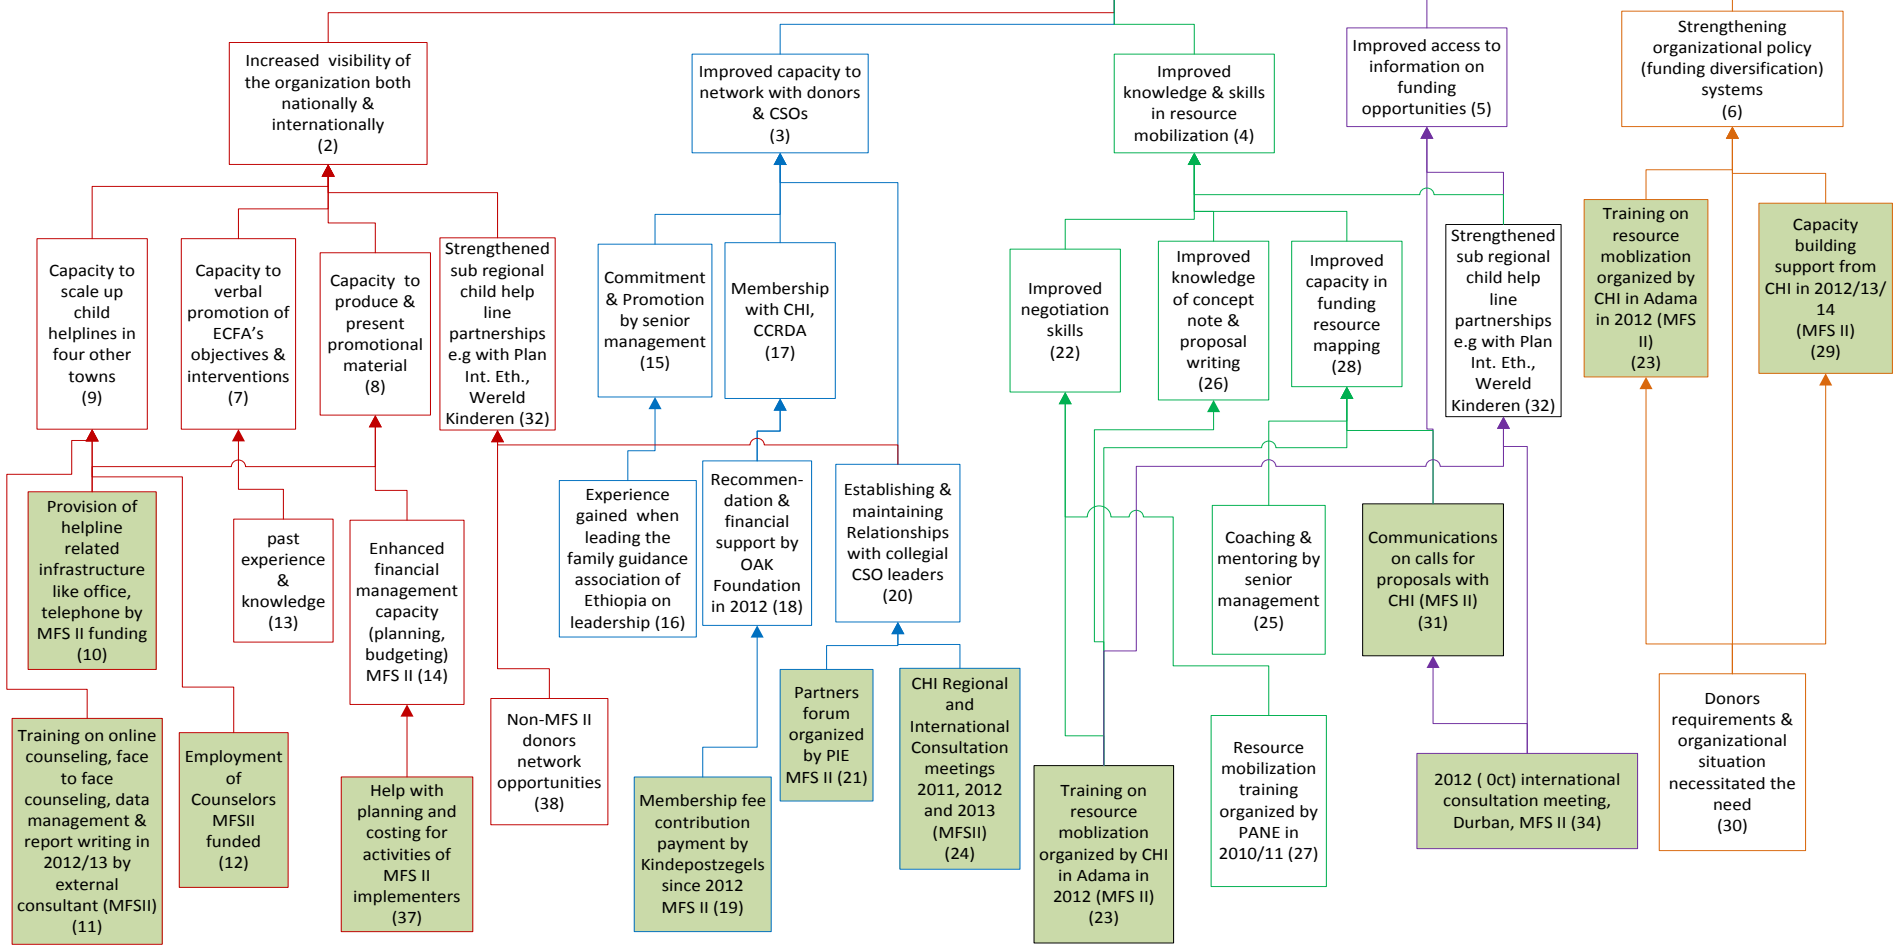 Increased visibility of
the organization both
nationally &
internationally
(2)
Improved capacity to
network with donors
& CSOs
(3)
Improved
knowledge & skills
in resource
mobilization (4)
Improved access to
information on
funding
opportunities (5)
Strengthening
organizational policy
(funding diversification)
systems
(6)
Capacity to
scale up
child
helplines in
four other
towns
(9)
Capacity to
verbal
promotion of
ECFA's
objectives &
interventions
(7)
Capacity to
produce &
present
promotional
material
(8)
Strengthened
sub regional
child help
line
partnerships
e.g with Plan
Int. Eth.,
Wereld
Kinderen (32)
Commitment
& Promotion
by senior
management
(15)
Membership
with CHI,
CCRDA
(17)
Improved
negotiation
skills
(22)
Improved
knowledge
of concept
note &
proposal
writing
(26)
Improved
capacity in
funding
resource
mapping
(28)
Strengthened
sub regional
child help
line
partnerships
e.g with Plan
Int. Eth.,
Wereld
Kinderen (32)
Training on
resource
moblization
organized by
CHI in Adama
in 2012 (MFS
II)
(23)
Capacity
building
support from
CHI in 2012/13/
14
(MFS II)
(29)
Provision of
helpline
related
infrastructure
like office,
telephone by
MFS II funding
(10)
past
experience
&
knowledge
(13)
Enhanced
financial
management
capacity
(planning,
budgeting)
MFS II (14)
Experience
gained when
leading the
family guidance
association of
Ethiopia on
leadership (16)
Recommen-
dation &
financial
support by
OAK
Foundation
in 2012 (18)
Establishing &
maintaining
Relationships
with collegial
CSO leaders
(20)
Coaching &
mentoring by
senior
management
(25)
Communications
on calls for
proposals with
CHI (MFS II)
(31)
Training on online
counseling, face
to face
counseling, data
management &
report writing in
2012/13 by
external
consultant (MFSII)
(11)
Employment
of
Counselors
MFSII
funded
(12)
Help with
planning and
costing for
activities of
MFS II
implementers
(37)
Non-MFS II
donors
network
opportunities
(38)
Membership fee
contribution
payment by
Kindepostzegels
since 2012
MFS II (19)
Partners
forum
organized
by PIE
MFS II (21)
CHI Regional
and
International
Consultation
meetings
2011, 2012
and 2013
(MFSII)
(24)
Training on
resource
moblization
organized by CHI
in Adama in
2012 (MFS II)
(23)
Resource
mobilization
training
organized by
PANE in
2010/11 (27)
2012 ( 0ct) international
consultation meeting,
Durban, MFS II (34)
Donors
requirements &
organizational
situation
necessitated the
need
(30)